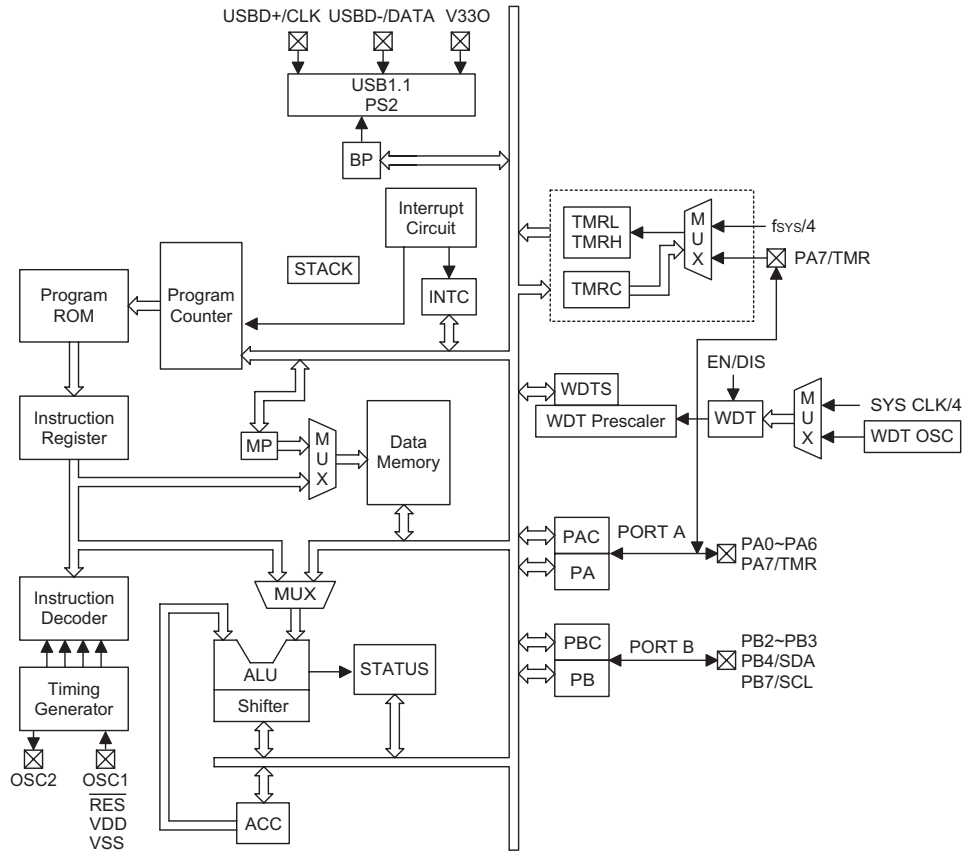 USBD+/CLK USBD-/DATA V33O
USB1.1
PS2
BP
Interrupt
Circuit
STACK
INTC
Program
ROM
Program
Counter
TMRL
TMRH
TMRC
M
U
X
fSYS/4
PA7/TMR
EN/DIS
WDTS
WDT Prescaler
WDT
M
U
X
SYS CLK/4
WDT OSC
Instruction
Register
MP
M
U
X
Data
Memory
PAC
PA
PORT A
PA0~PA6
PA7/TMR
MUX
Instruction
Decoder
ALU
Shifter
STATUS
PBC
PB
PORT B
PB2~PB3
PB4/SDA
PB7/SCL
Timing
Generator
OSC2
OSC1
RES
VDD
VSS
ACC